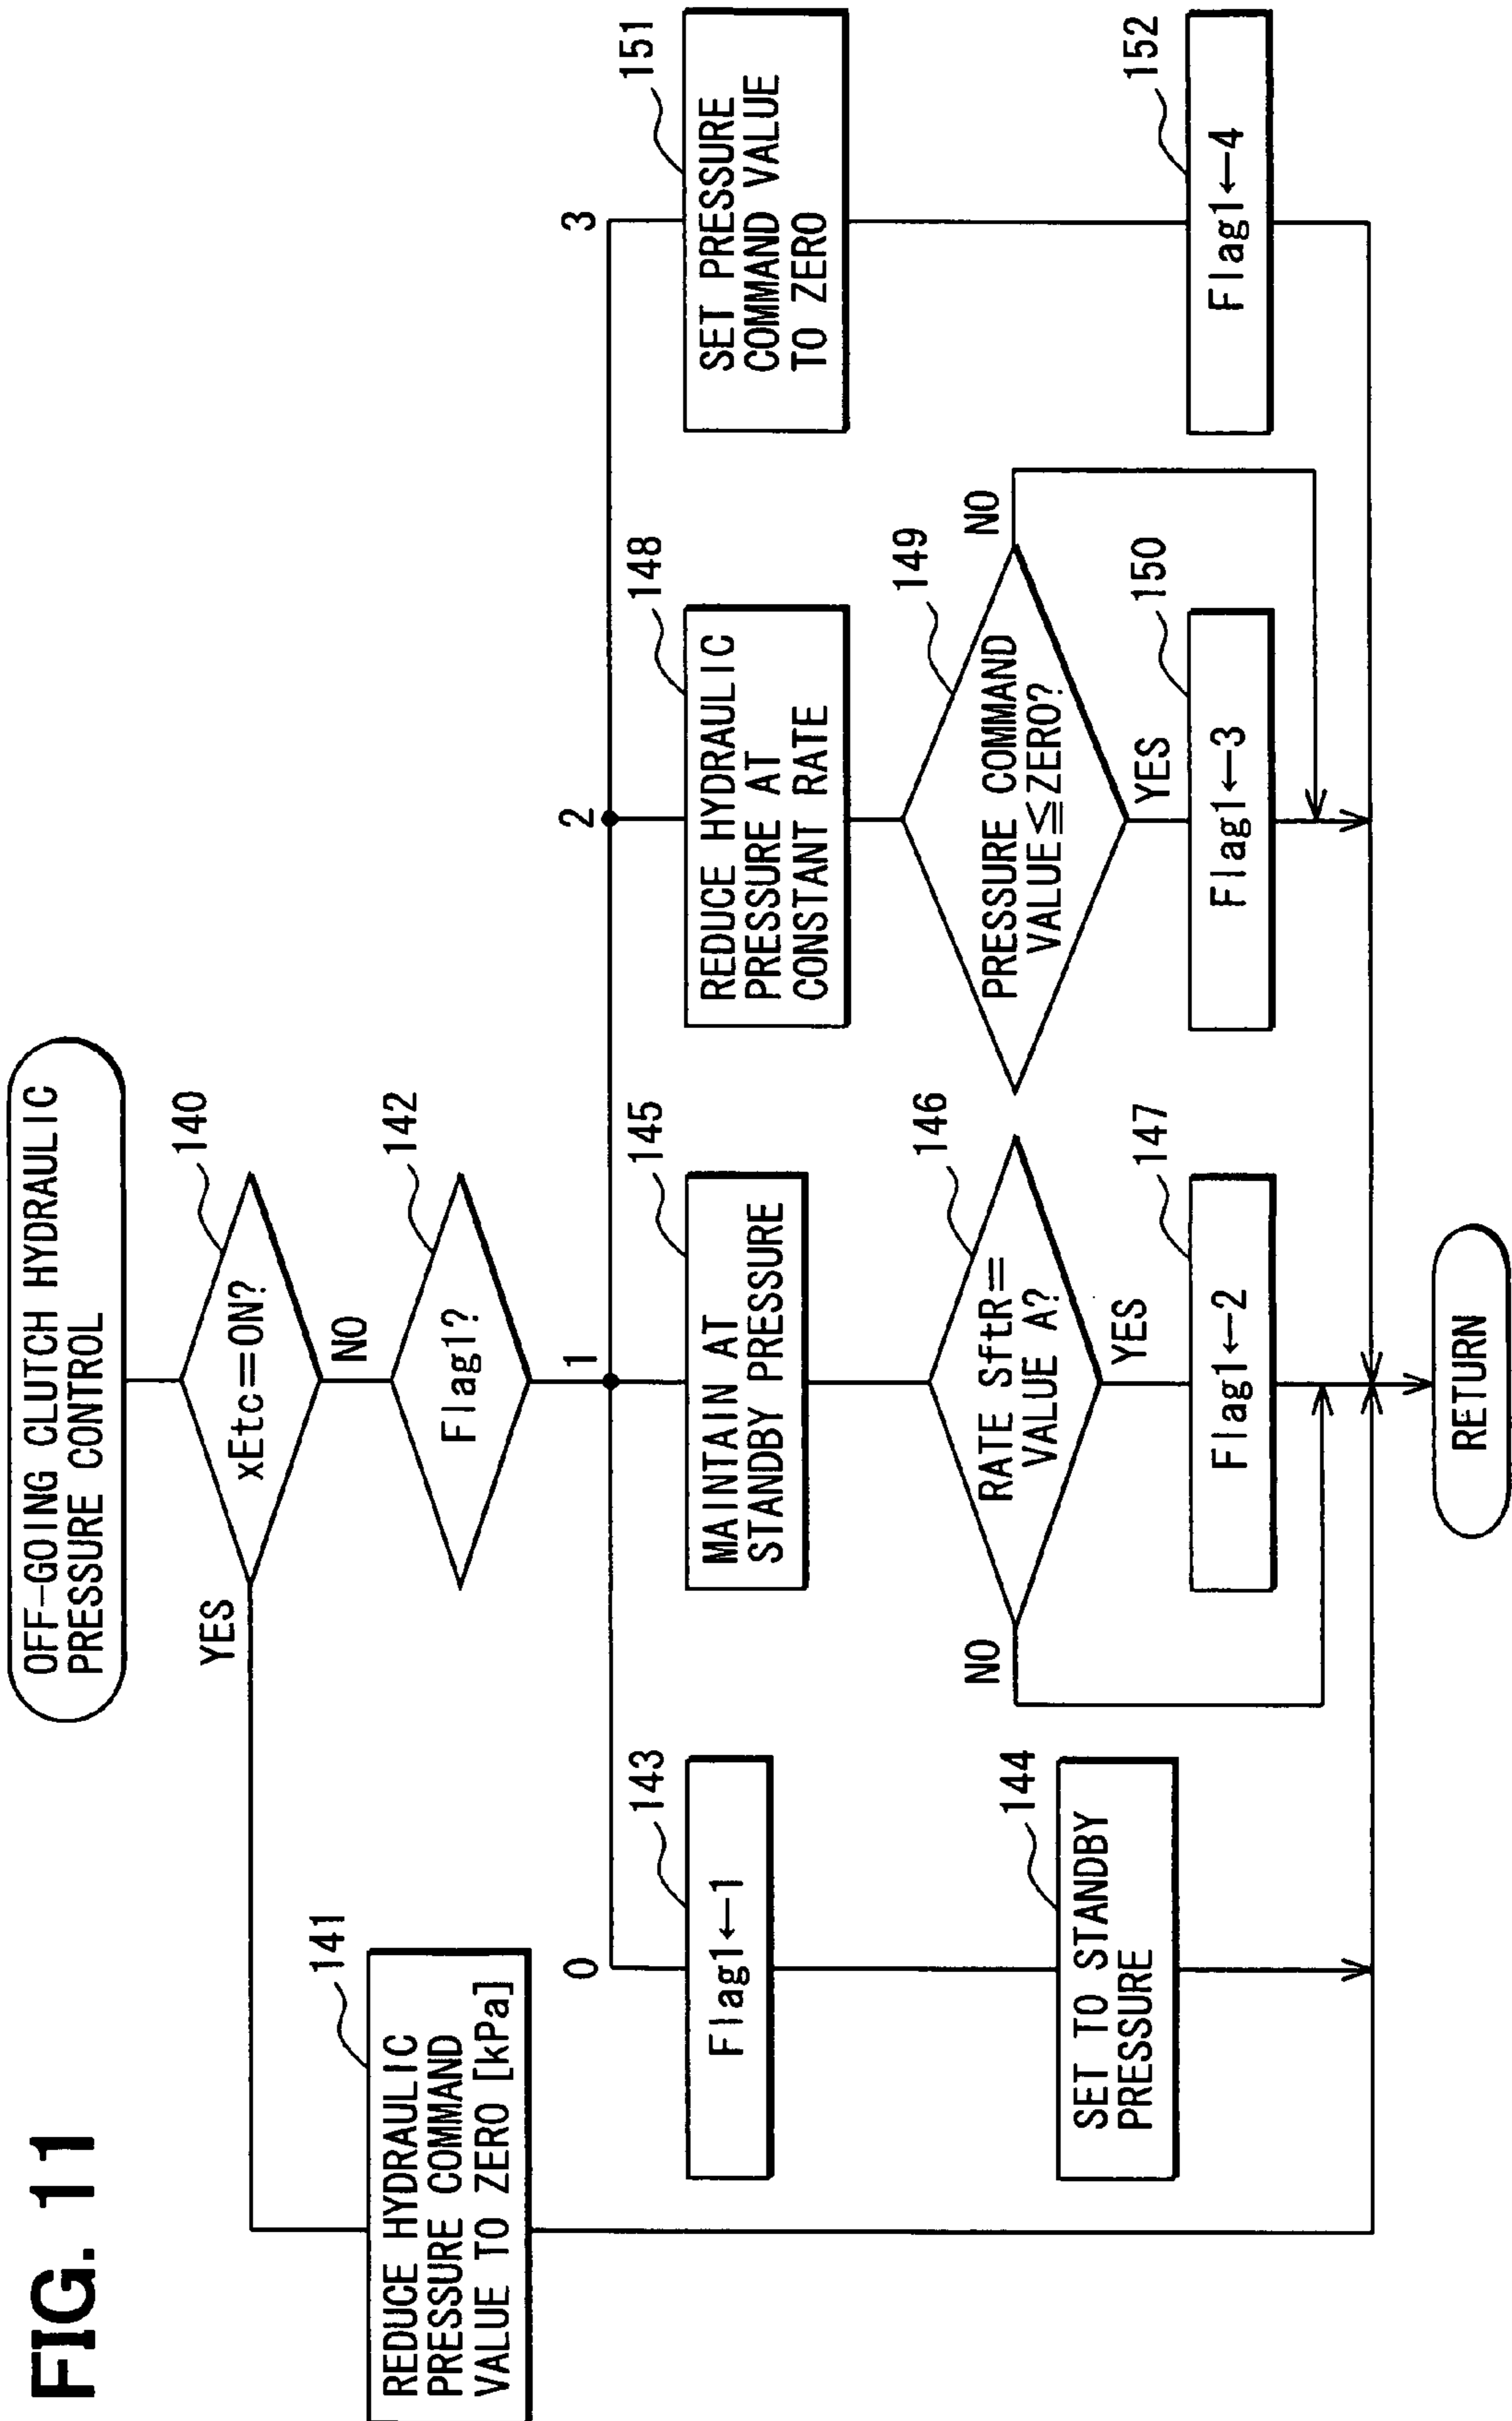 FIG. 11
OFF-GOING CLUTCH HYDRAULIC
PRESSURE CONTROL
140
xEtc=ON?
YES
NO
141
REDUCE HYDRAULIC
PRESSURE COMMAND
VALUE TO ZERO [kPa]
142
Flag1?
0
1
2
3
143
Flag1←1
144
SET TO STANDBY
PRESSURE
145
MAINTAIN AT
STANDBY PRESSURE
146
RATE SftR=
VALUE A?
NO
YES
147
Flag1←2
148
REDUCE HYDRAULIC
PRESSURE AT
CONSTANT RATE
149
PRESSURE COMMAND
VALUE≦ZERO?
NO
YES
150
Flag1←3
151
SET PRESSURE
COMMAND VALUE
TO ZERO
152
Flag1←4
RETURN